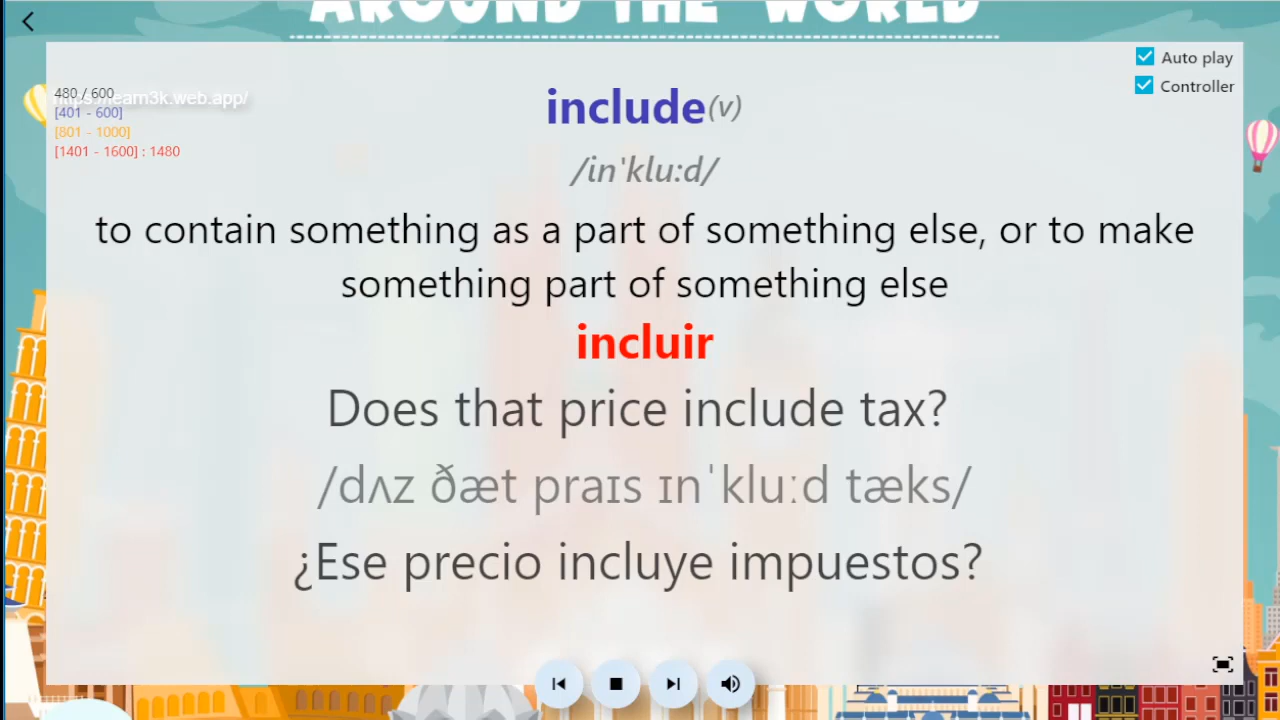 AROUND THE WORLD
Auto play
Controller
480 / 600
https://learn3k.web.app/
[401 - 600]
[801 - 1000]
[1401 - 1600] : 1480
include(v)
/in'klu:d/
to contain something as a part of something else, or to make
something part of something else
incluir
Does that price include tax?
/dʌz ðæt praɪs ɪnˈkluːd tæks/
¿Ese precio incluye impuestos?